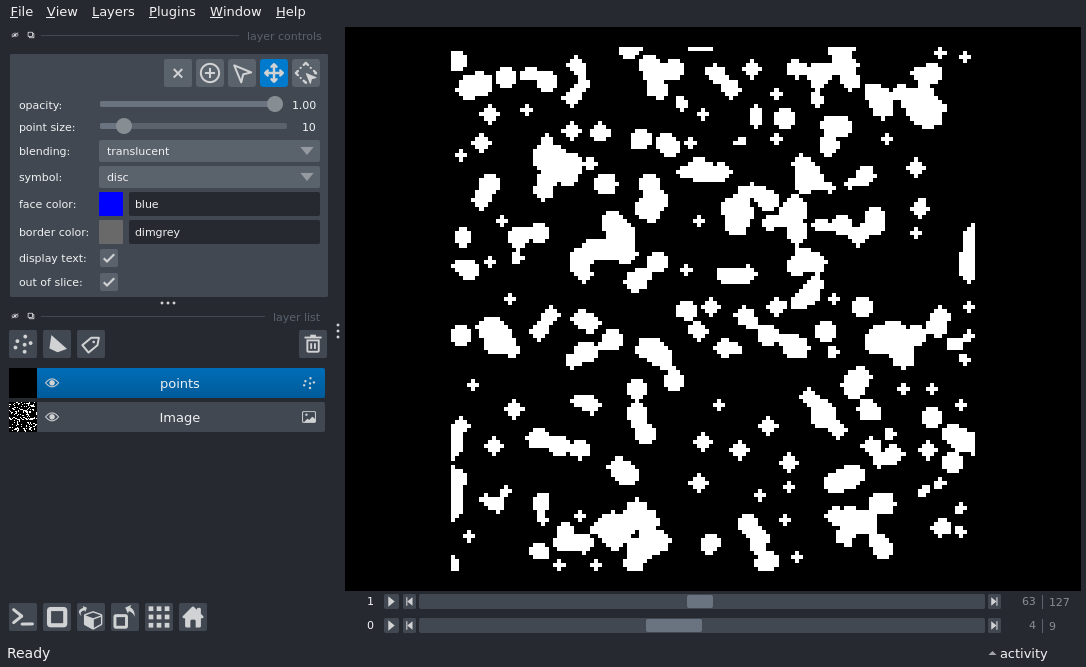 File View Layers Plugins Window Help
layer controls
opacity: 1.00
point size: 10
blending: translucent
symbol: disc
face color: blue
border color: dimgrey
display text:
out of slice:
layer list
points
Image
1 63 127
0 4 9
Ready activity